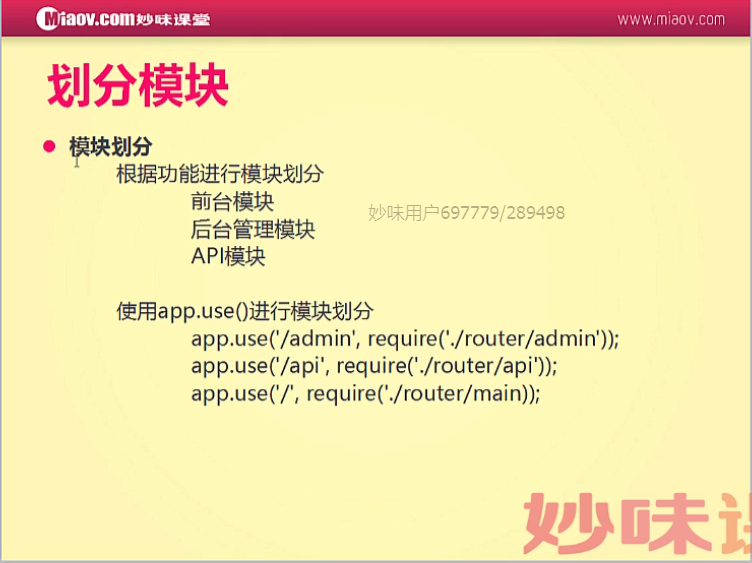 Miaov.com妙味课堂
www.miaov.com
划分模块
模块划分
根据功能进行模块划分
前台模块
妙味用户697779/289498
后台管理模块
API模块
使用app.use()进行模块划分
app.use('/admin', require('./router/admin'));
app.use('/api', require('./router/api'));
app.use('/', require('./router/main));
妙味课